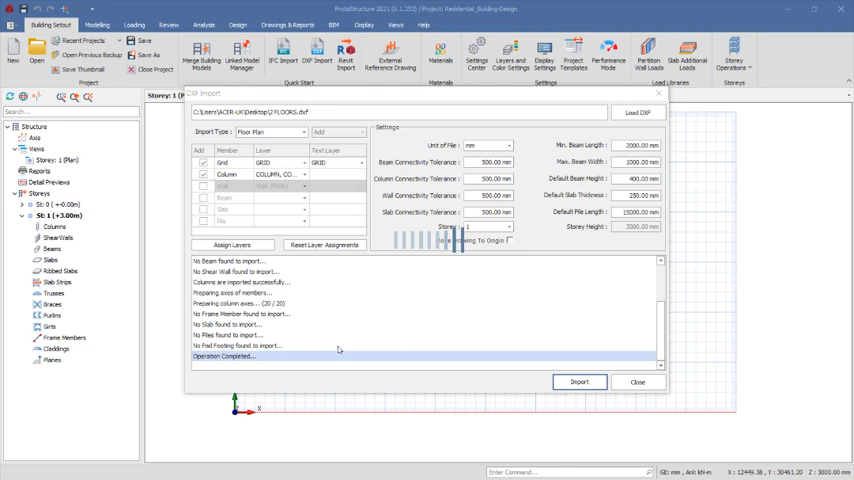 ProtaStructure 2021 (5.1.252) / Project: Residential_Building-Design
Building Setout Modelling Loading Review Analysis Design Drawings & Reports BIM Display Views Cert
New Open Recent Projects Save
Open Previous Backup Save As
Save Thumbnail Close Project
Merge Building Models Linked Model Manager IFC Import DXF Import Revit Import External Reference Drawing Materials Settings Center Layers and Color Settings Display Settings Project Templates Performance Mode Partition Wall Loads Slab Additional Loads Storey Operations
Project Quick Start Materials Settings Load Libraries Storeys
Search...
Structure
Axis
Views
Storey: 1 (Plan)
Reports
Detail Previews
Storeys
St: 0 (+-0.00m)
St: 1 (+3.00m)
Columns
ShearWalls
Beams
Slabs
Ribbed Slabs
Slab Strips
Trusses
Braces
Purlins
Girts
Frame Members
Claddings
Planes
Storey: 1 (P
DXF Import
C:\Users\ACER-UK\Desktop\2 FLOORS.dxf Load DXF
Import Type : Floor Plan Add
Add Member Layer Text Layer
Grid GRID GRID
Column COLUMN, CO...
Wall Wall, PWALL
Beam
Slab
Pile
Assign Layers Reset Layer Assignments
Settings
Unit of File : mm Min. Beam Length: 2000.00 mm
Beam Connectivity Tolerance : 500.00 mm Max. Beam Width : 1000.00 mm
Column Connectivity Tolerance : 500.00 mm Default Beam Height : 400.00 mm
Wall Connectivity Tolerance : 500.00 mm Default Slab Thickness : 250.00 mm
Slab Connectivity Tolerance : 500.00 mm Default Pile Length : 15000.00 mm
Storey : 1 Storey Height : 3000.00 mm
Drawing To Origin
No Beam found to import...
No Shear Wall found to import...
Columns are imported successfully...
Preparing axes of members...
Preparing column axes... (20 / 20)
No Frame Member found to import...
No Slab found to import...
No Piles found to import...
No Pad Footing found to import...
Operation Completed...
Import Close
X
Enter Command... GE: mm; Anl: kN-m X : 12449.38 Y : 30461.20 Z : 3000.00 mm